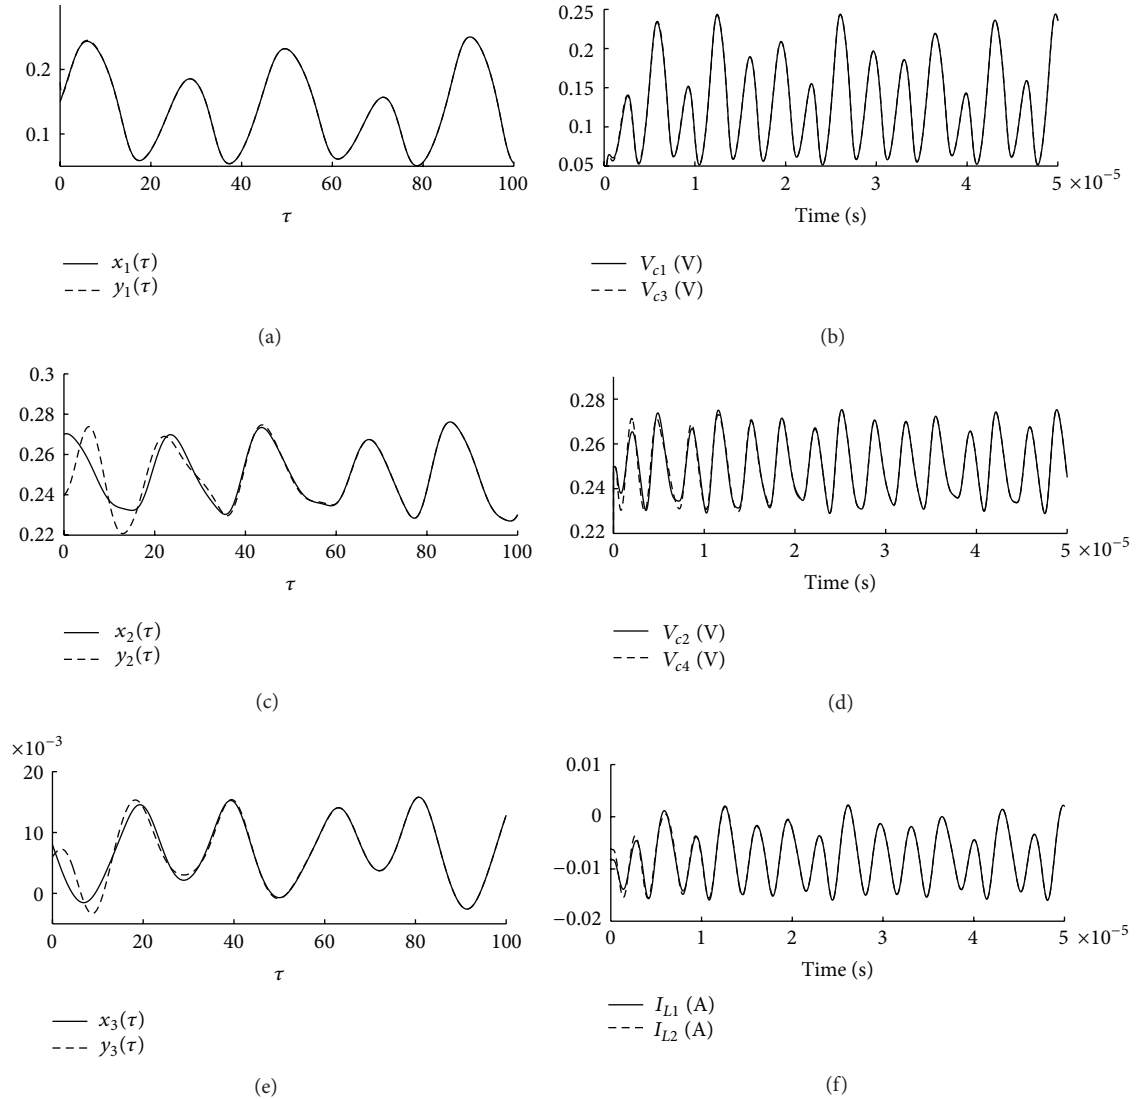 0.2
0.1
0 20 40 60 80 100
τ
x1(τ)
y1(τ)
(a)
0.25
0.2
0.15
0.1
0.05
0 1 2 3 4 5 ×10−5
Time (s)
Vc1 (V)
Vc3 (V)
(b)
0.3
0.28
0.26
0.24
0.22
0 20 40 60 80 100
τ
x2(τ)
y2(τ)
(c)
0.28
0.26
0.24
0.22
0 1 2 3 4 5 ×10−5
Time (s)
Vc2 (V)
Vc4 (V)
(d)
×10−3
20
10
0
0 20 40 60 80 100
τ
x3(τ)
y3(τ)
(e)
0.01
0
−0.01
−0.02
0 1 2 3 4 5 ×10−5
Time (s)
IL1 (A)
IL2 (A)
(f)